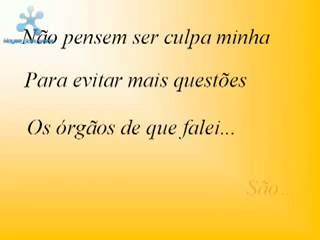 Não pensem ser culpa minha
Para evitar mais questões
Os órgãos de que falei...
São...